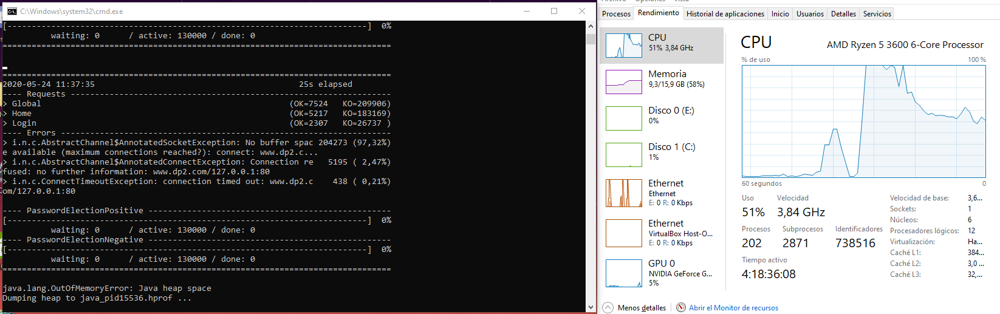 C:\Windows\system32\cmd.exe
[--------------------------------------------------------------------------] 0%
waiting: 0 / active: 130000 / done: 0
================================================================================
================================================================================
2020-05-24 11:37:35 25s elapsed
---- Requests ------------------------------------------------------------------
> Global (OK=7524 KO=209906)
> Home (OK=5217 KO=183169)
> Login (OK=2307 KO=26737 )
---- Errors --------------------------------------------------------------------
> i.n.c.AbstractChannel$AnnotatedSocketException: No buffer spac 204273 (97,32%)
e available (maximum connections reached?): connect: www.dp2.c...
> i.n.c.AbstractChannel$AnnotatedConnectException: Connection re 5195 ( 2,47%)
fused: no further information: www.dp2.com/127.0.0.1:80
> i.n.c.ConnectTimeoutException: connection timed out: www.dp2.c 438 ( 0,21%)
om/127.0.0.1:80
---- PasswordElectionPositive --------------------------------------------------
[--------------------------------------------------------------------------] 0%
waiting: 0 / active: 130000 / done: 0
---- PasswordElectionNegative --------------------------------------------------
[--------------------------------------------------------------------------] 0%
waiting: 0 / active: 130000 / done: 0
================================================================================
java.lang.OutOfMemoryError: Java heap space
Dumping heap to java_pid15536.hprof ...
Archivo Opciones Vista
Procesos Rendimiento Historial de aplicaciones Inicio Usuarios Detalles Servicios
CPU
51% 3,84 GHz
Memoria
9,3/15,9 GB (58%)
Disco 0 (E:)
0%
Disco 1 (C:)
1%
Ethernet
Ethernet
E: 0 R: 0 Kbps
Ethernet
VirtualBox Host-O...
E: 0 R: 0 Kbps
GPU 0
NVIDIA GeForce G...
5%
CPU AMD Ryzen 5 3600 6-Core Processor
% de uso 100 %
60 segundos 0
Uso Velocidad
51% 3,84 GHz
Procesos Subprocesos Identificadores
202 2871 738516
Tiempo activo
4:18:36:08
Velocidad de base: 3,6...
Sockets: 1
Núcleos: 6
Procesadores lógicos: 12
Virtualización: Ha...
Caché L1: 384...
Caché L2: 3,0 ...
Caché L3: 32,...
Menos detalles Abrir el Monitor de recursos